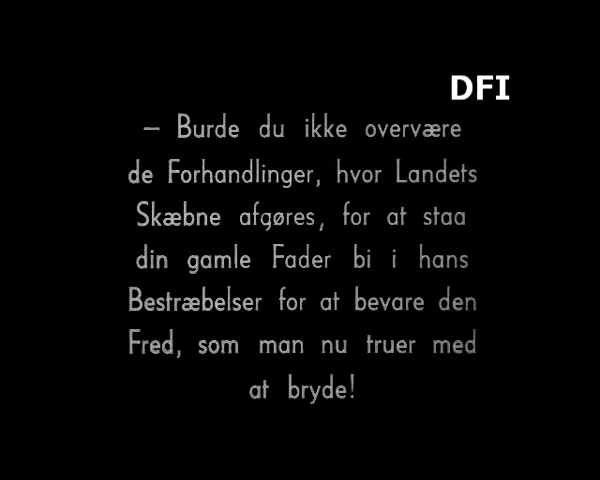 DFI
— Burde du ikke overvære
de Forhandlinger, hvor Landets
Skæbne afgøres, for at staa
din gamle Fader bi i hans
Bestræbelser for at bevare den
Fred, som man nu truer med
at bryde!